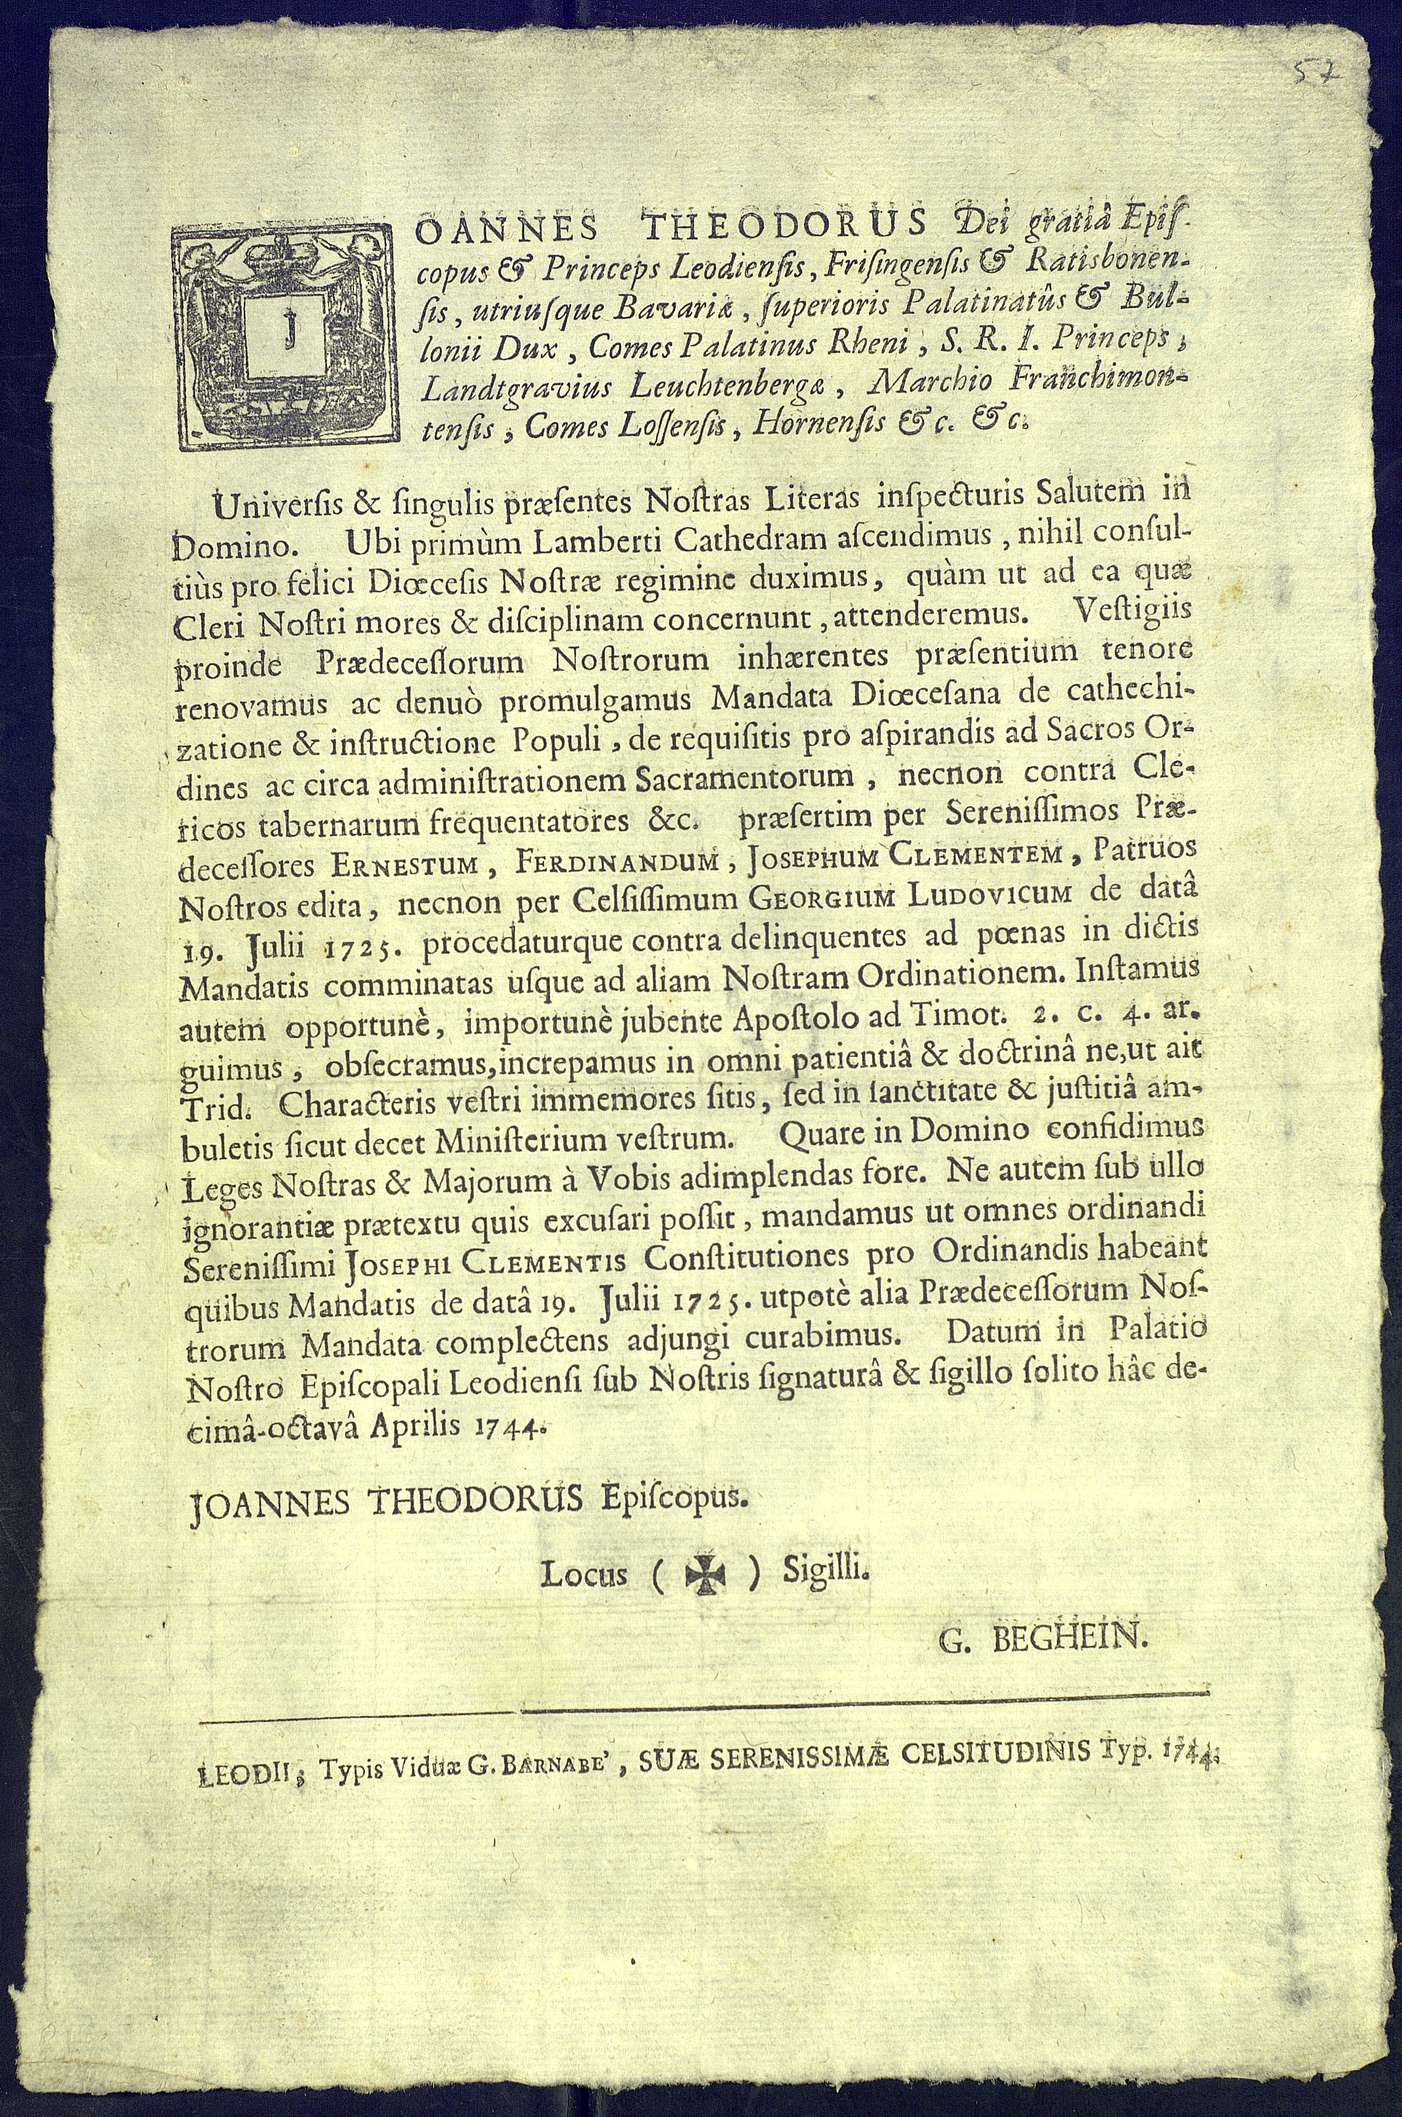 57
JOANNES THEODORUS Dei gratiâ Epiſ-
copus & Princeps Leodienſis, Friſingenſis & Ratisbonen-
ſis, utriuſque Bavariæ, ſuperioris Palatinatûs & Bul-
lonii Dux, Comes Palatinus Rheni, S. R. I. Princeps,
Landtgravius Leuchtenbergæ, Marchio Franchimon-
tenſis, Comes Loſſenſis, Hornenſis &c. &c.
Univerſis & ſingulis præſentes Noſtras Literas inſpecturis Salutem in
Domino. Ubi primùm Lamberti Cathedram aſcendimus, nihil conſul-
tiùs pro felici Diœceſis Noſtræ regimine duximus, quàm ut ad ea quæ
Cleri Noſtri mores & diſciplinam concernunt, attenderemus. Veſtigiis
proinde Prædeceſſorum Noſtrorum inhærentes præſentium tenore
renovamus ac denuò promulgamus Mandata Diœceſana de cathechi-
zatione & inſtructione Populi, de requiſitis pro aſpirandis ad Sacros Or-
dines ac circa adminiſtrationem Sacramentorum, necnon contra Cle-
ricos tabernarum frequentatores &c. præſertim per Sereniſſimos Præ-
deceſſores ERNESTUM, FERDINANDUM, JOSEPHUM CLEMENTEM, Patruos
Noſtros edita, necnon per Celſiſſimum GEORGIUM LUDOVICUM de datâ
19. Julii 1725. procedaturque contra delinquentes ad pœnas in dictis
Mandatis comminatas uſque ad aliam Noſtram Ordinationem. Inſtamus
autem opportunè, importunè jubente Apoſtolo ad Timot. 2. c. 4. ar-
guimus, obſecramus, increpamus in omni patientiâ & doctrinâ ne, ut ait
Trid. Characteris veſtri immemores ſitis, ſed in ſanctitate & juſtitiâ am-
buletis ſicut decet Miniſterium veſtrum. Quare in Domino confidimus
Leges Noſtras & Majorum à Vobis adimplendas fore. Ne autem ſub ullo
ignorantiæ prætextu quis excuſari poſſit, mandamus ut omnes ordinandi
Sereniſſimi JOSEPHI CLEMENTIS Conſtitutiones pro Ordinandis habeant
quibus Mandatis de datâ 19. Julii 1725. utpotè alia Prædeceſſorum Noſ-
trorum Mandata complectens adjungi curabimus. Datum in Palatio
Noſtro Epiſcopali Leodienſi ſub Noſtris ſignaturâ & ſigillo ſolito hâc de-
cimâ-octavâ Aprilis 1744.
JOANNES THEODORUS Epiſcopus.
Locus ( ✠ ) Sigilli.
G. BEGHEIN.
LEODII, Typis Viduæ G. BARNABE', SUÆ SERENISSIMÆ CELSITUDINIS Typ. 1744.